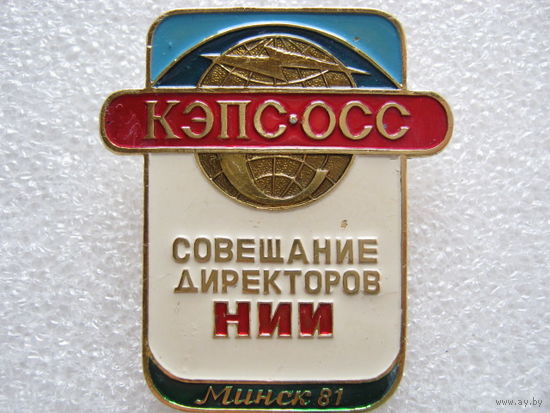 КЭПС·ОСС
СОВЕЩАНИЕ
ДИРЕКТОРОВ
НИИ
Минск 81
www.ay.by